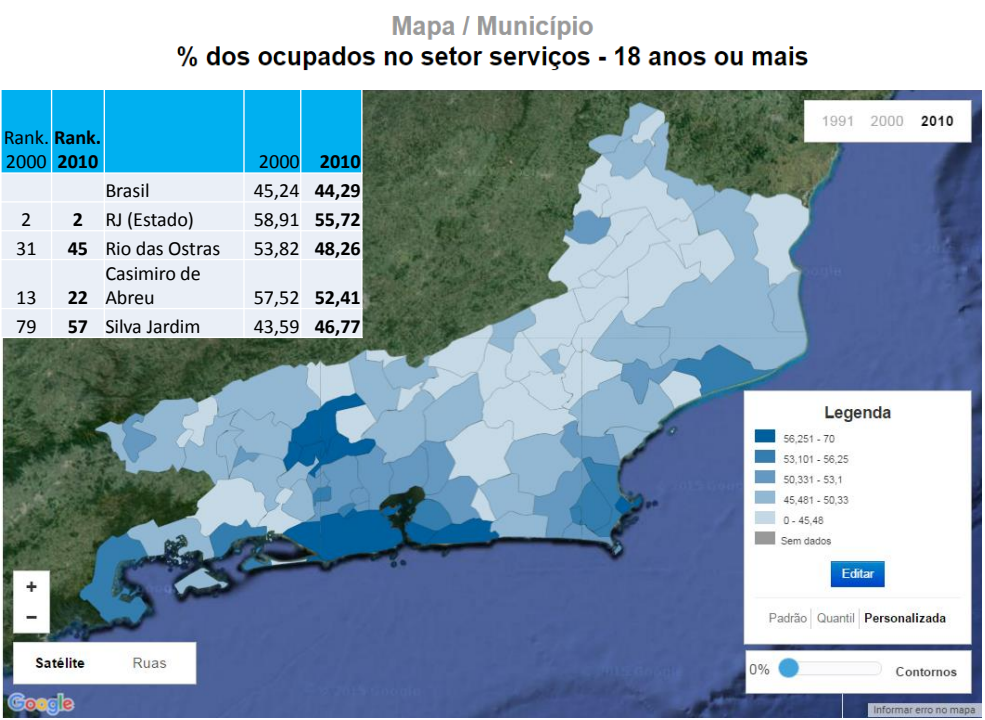 Mapa / Município
% dos ocupados no setor serviços - 18 anos ou mais
Rank. 2000 Rank. 2010 2000 2010
Brasil 45,24 44,29
2 2 RJ (Estado) 58,91 55,72
31 45 Rio das Ostras 53,82 48,26
13 22 Casimiro de Abreu 57,52 52,41
79 57 Silva Jardim 43,59 46,77
1991 2000 2010
Legenda
56,251 - 70
53,101 - 56,25
50,331 - 53,1
45,481 - 50,33
0 - 45,48
Sem dados
Editar
Padrão Quantil Personalizada
0% Contornos
+
−
Satélite Ruas
Google
Informar erro no mapa